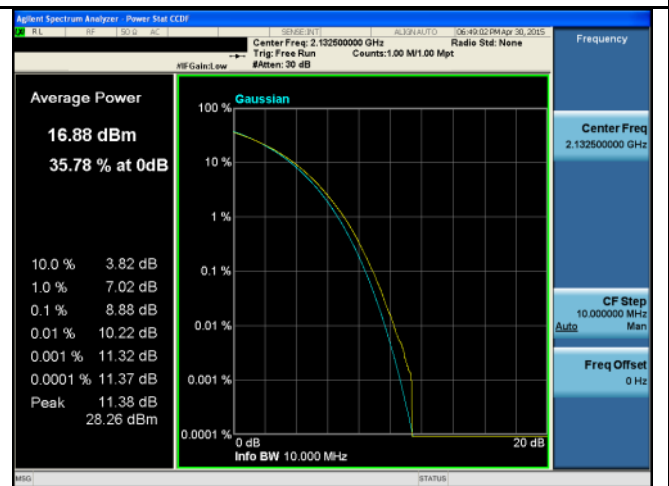 Agilent Spectrum Analyzer - Power Stat CCDF
RL RF 50 Ω AC SENSE:INT ALIGN AUTO 06:49:02 PM Apr 30, 2015
Center Freq: 2.132500000 GHz Radio Std: None
Trig: Free Run Counts:1.00 M/1.00 Mpt
#IFGain:Low #Atten: 30 dB
Frequency
Average Power
16.88 dBm
35.78 % at 0dB
10.0 % 3.82 dB
1.0 % 7.02 dB
0.1 % 8.88 dB
0.01 % 10.22 dB
0.001 % 11.32 dB
0.0001 % 11.37 dB
Peak 11.38 dB
28.26 dBm
100 % Gaussian
10 %
1 %
0.1 %
0.01 %
0.001 %
0.0001 %
0 dB 20 dB
Info BW 10.000 MHz
Center Freq
2.132500000 GHz
CF Step
10.000000 MHz
Auto Man
Freq Offset
0 Hz
MSG STATUS